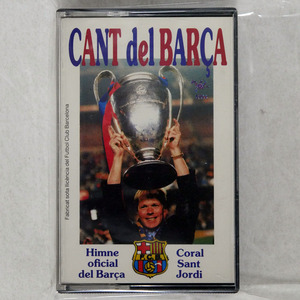 CANT del BARÇA
Fabricat sota llicència del Futbol Club Barcelona
Himne
oficial
del Barça
Coral
Sant
Jordi